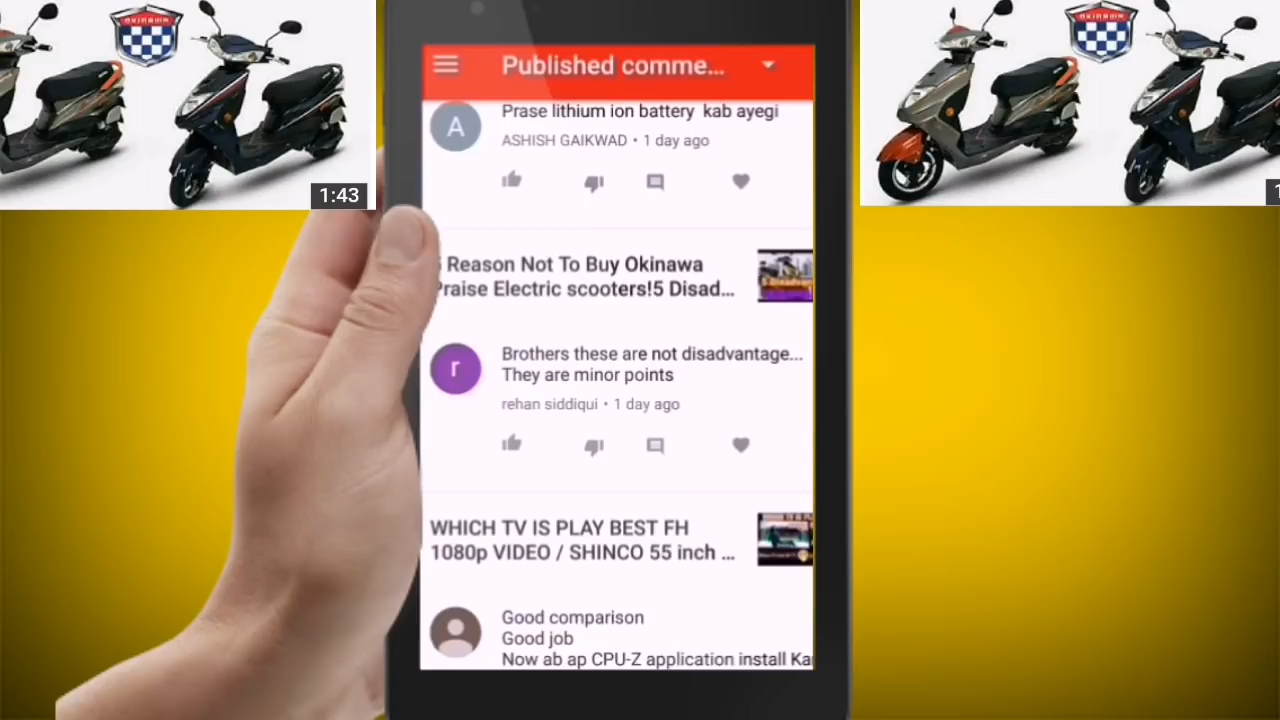 OKINAWA
OKINAWA
1:43
Published comme...
A
Prase lithium ion battery kab ayegi
ASHISH GAIKWAD • 1 day ago
Reason Not To Buy Okinawa
Praise Electric scooters!5 Disad...
r
Brothers these are not disadvantage...
They are minor points
rehan siddiqui • 1 day ago
WHICH TV IS PLAY BEST FH
1080p VIDEO / SHINCO 55 inch ...
Good comparison
Good job
Now ab ap CPU-Z application install Ka